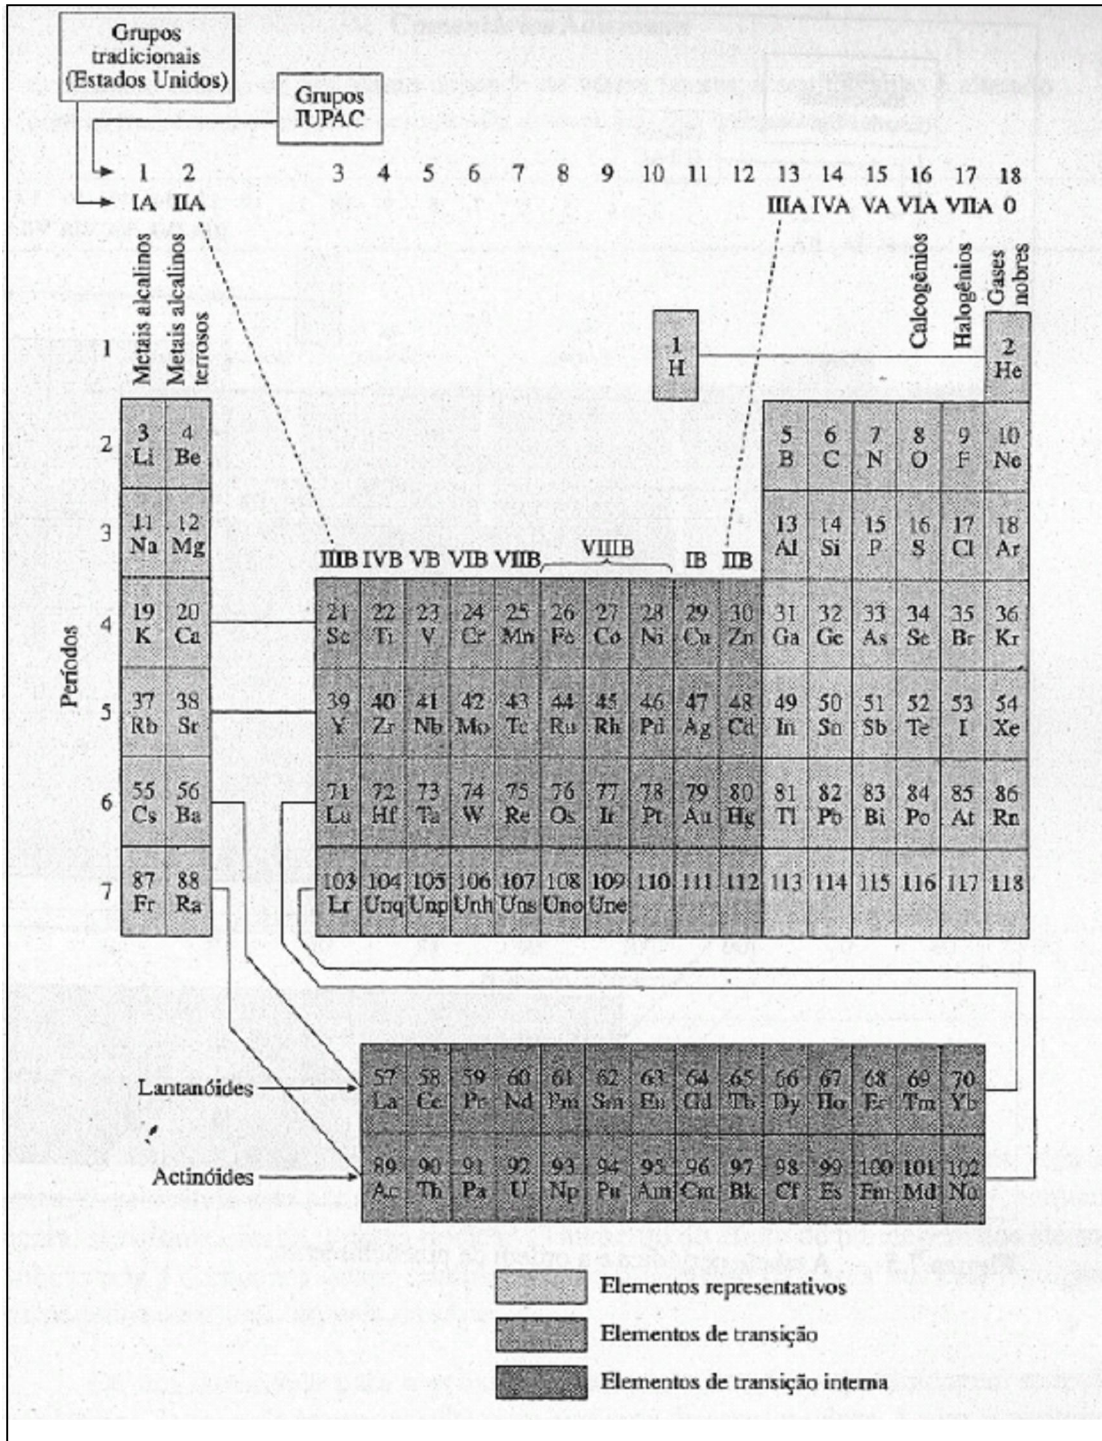 Grupos
tradicionais
(Estados Unidos)
Grupos
IUPAC
1 2 3 4 5 6 7 8 9 10 11 12 13 14 15 16 17 18
IA IIA IIIA IVA VA VIA VIIA 0
Metais alcalinos
Metais alcalinos
terrosos
Calcogênios
Halogênios
Gases
nobres
Períodos
1
1 2
H He
2
3 4 5 6 7 8 9 10
Li Be B C N O F Ne
3
11 12 13 14 15 16 17 18
Na Mg Al Si P S Cl Ar
IIIB IVB VB VIB VIIB VIIIB IB IIB
4
19 20 21 22 23 24 25 26 27 28 29 30 31 32 33 34 35 36
K Ca Sc Ti V Cr Mn Fe Co Ni Cu Zn Ga Ge As Se Br Kr
5
37 38 39 40 41 42 43 44 45 46 47 48 49 50 51 52 53 54
Rb Sr Y Zr Nb Mo Tc Ru Rh Pd Ag Cd In Sn Sb Te I Xe
6
55 56 71 72 73 74 75 76 77 78 79 80 81 82 83 84 85 86
Cs Ba Lu Hf Ta W Re Os Ir Pt Au Hg Tl Pb Bi Po At Rn
7
87 88 103 104 105 106 107 108 109 110 111 112 113 114 115 116 117 118
Fr Ra Lr Unq Unp Unh Uns Uno Une
Lantanóides
57 58 59 60 61 62 63 64 65 66 67 68 69 70
La Ce Pr Nd Pm Sm Eu Gd Tb Dy Ho Er Tm Yb
Actinóides
89 90 91 92 93 94 95 96 97 98 99 100 101 102
Ac Th Pa U Np Pu Am Cm Bk Cf Es Fm Md No
Elementos representativos
Elementos de transição
Elementos de transição interna